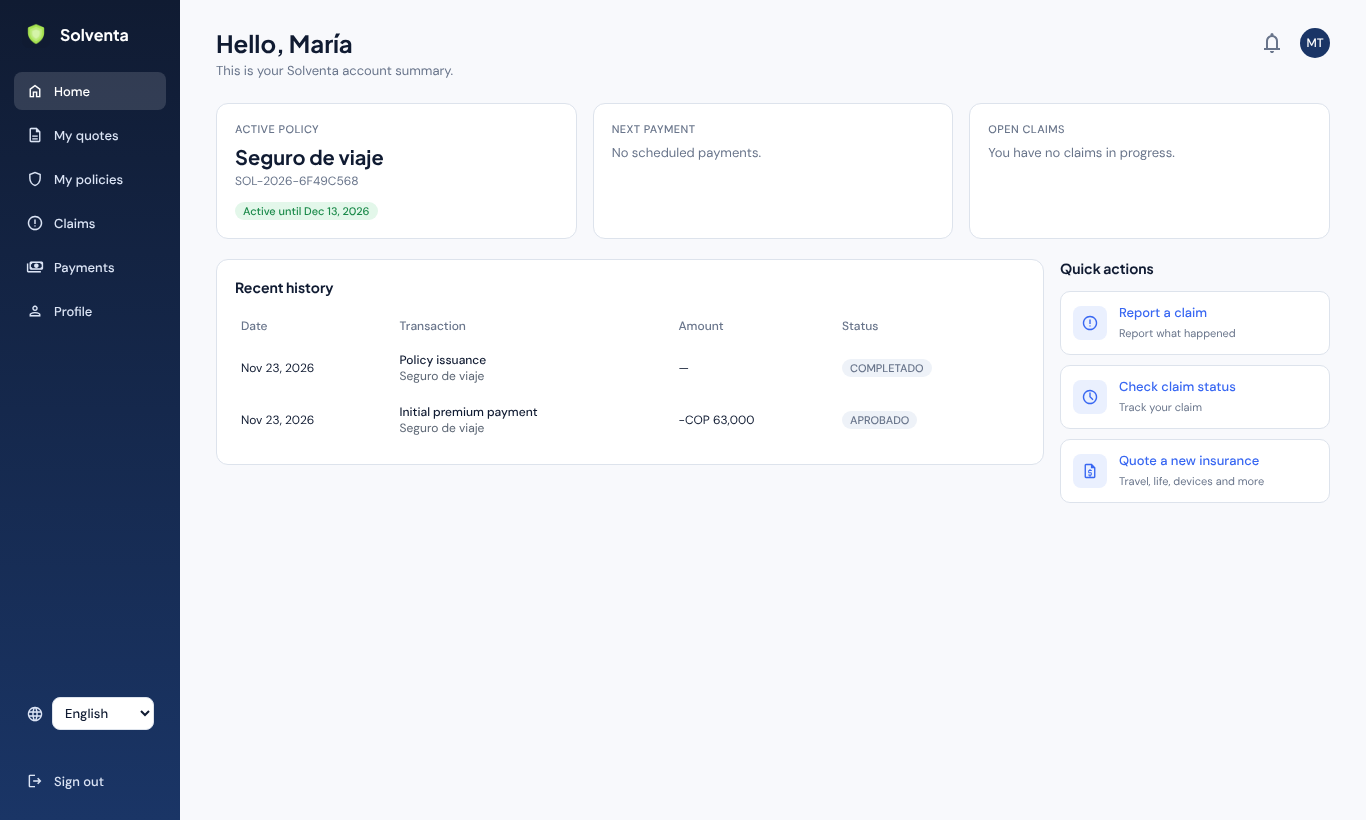 Solventa
Home
My quotes
My policies
Claims
Payments
Profile
English
Sign out
Hello, María
This is your Solventa account summary.
MT
ACTIVE POLICY
Seguro de viaje
SOL-2026-6F49C568
Active until Dec 13, 2026
NEXT PAYMENT
No scheduled payments.
OPEN CLAIMS
You have no claims in progress.
Recent history
Date Transaction Amount Status
Nov 23, 2026 Policy issuance — COMPLETADO
Seguro de viaje
Nov 23, 2026 Initial premium payment -COP 63,000 APROBADO
Seguro de viaje
Quick actions
Report a claim
Report what happened
Check claim status
Track your claim
Quote a new insurance
Travel, life, devices and more